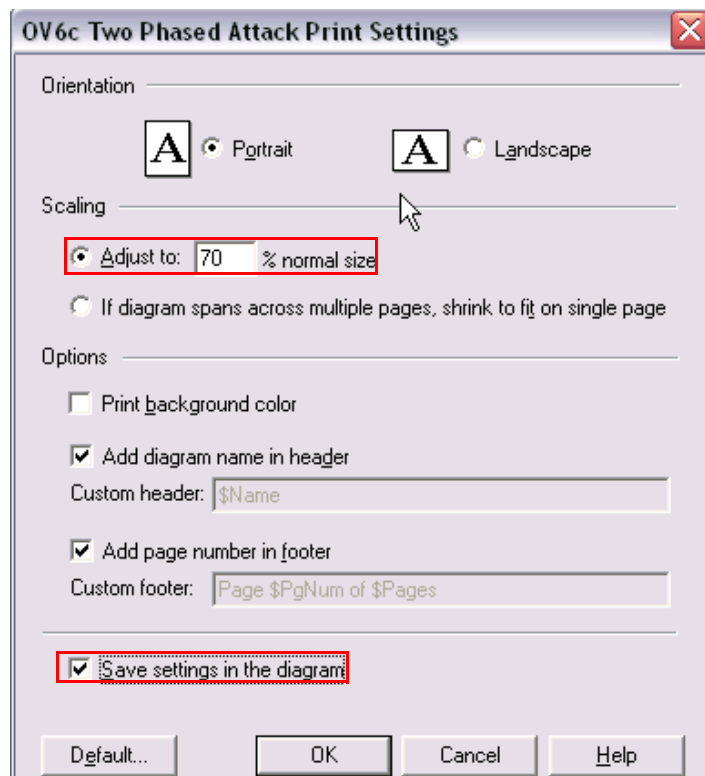 OV6c Two Phased Attack Print Settings
Orientation
A Portrait A Landscape
Scaling
Adjust to: 70 % normal size
If diagram spans across multiple pages, shrink to fit on single page
Options
Print background color
Add diagram name in header
Custom header: $Name
Add page number in footer
Custom footer: Page $PgNum of $Pages
Save settings in the diagram
Default... OK Cancel Help